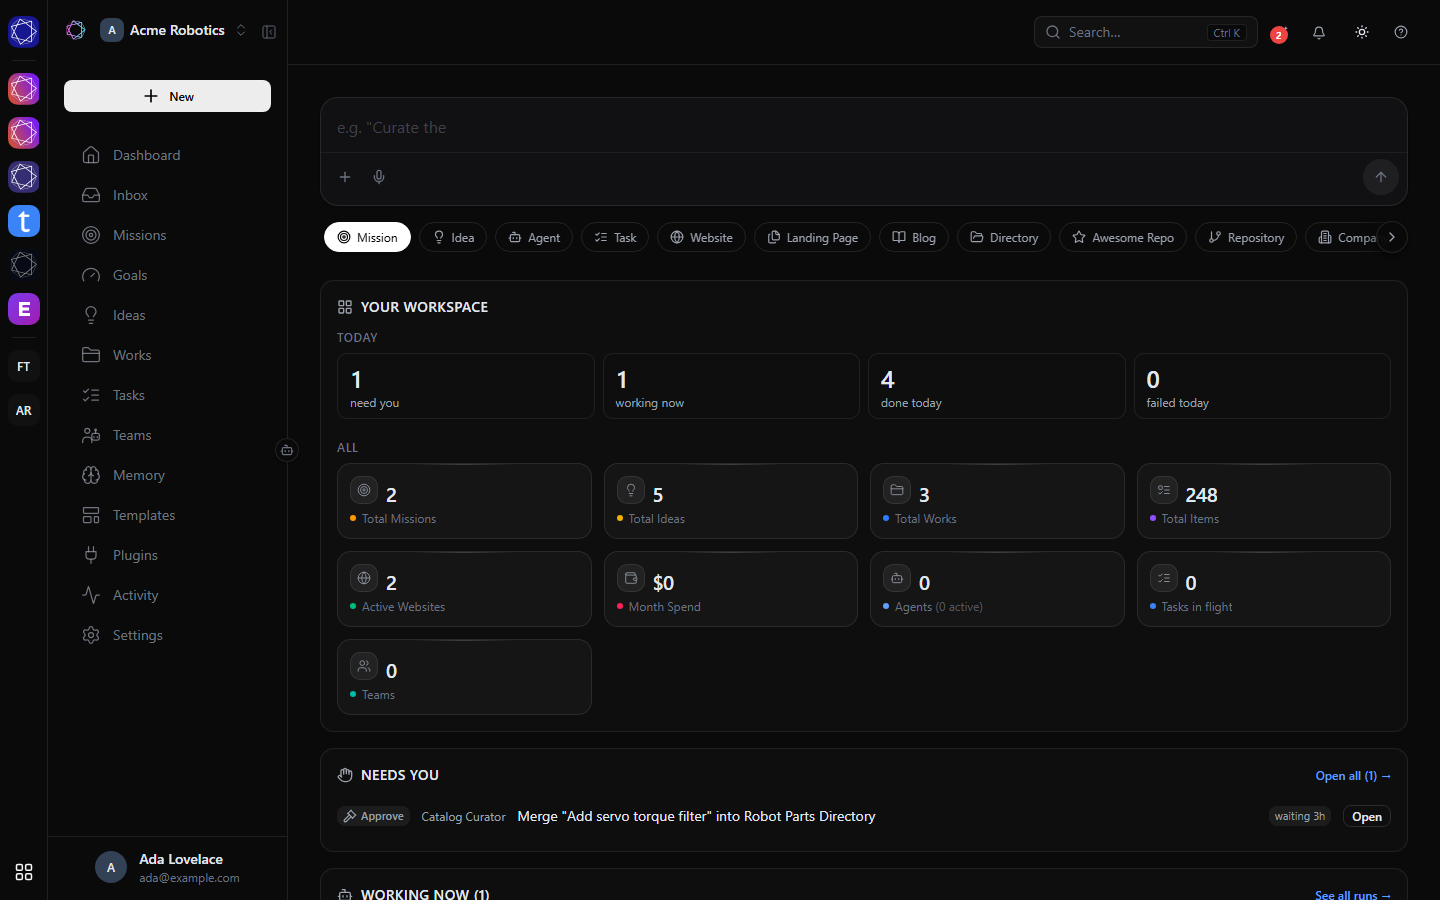 A Acme Robotics
Search... Ctrl K
2
New
Dashboard
Inbox
Missions
Goals
Ideas
Works
Tasks
Teams
Memory
Templates
Plugins
Activity
Settings
t
E
FT
AR
A Ada Lovelace
ada@example.com
e.g. "Curate the
Mission Idea Agent Task Website Landing Page Blog Directory Awesome Repo Repository Compa
YOUR WORKSPACE
TODAY
1
need you
1
working now
4
done today
0
failed today
ALL
2
Total Missions
5
Total Ideas
3
Total Works
248
Total Items
2
Active Websites
$0
Month Spend
0
Agents (0 active)
0
Tasks in flight
0
Teams
NEEDS YOU Open all (1) →
Approve Catalog Curator Merge "Add servo torque filter" into Robot Parts Directory waiting 3h Open
WORKING NOW (1) See all runs →